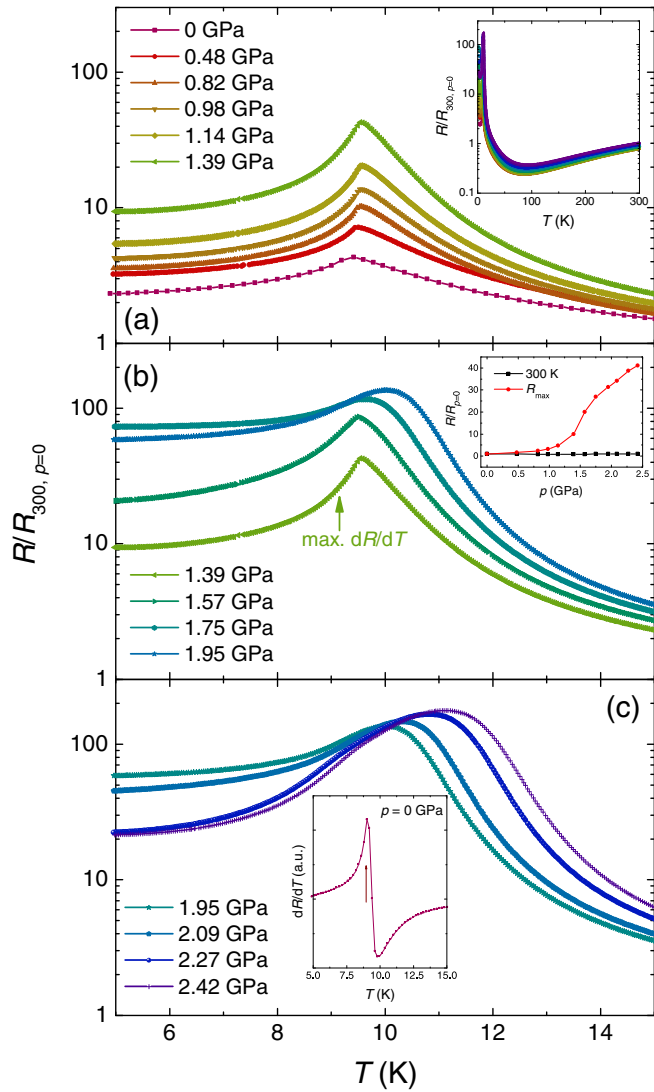 100
10
1
(a)
0 GPa
0.48 GPa
0.82 GPa
0.98 GPa
1.14 GPa
1.39 GPa
R/R300, p=0
100
10
1
0.1
0
100
200
300
T (K)
R/R300, p=0
100
10
1
(b)
max. dR/dT
1.39 GPa
1.57 GPa
1.75 GPa
1.95 GPa
R/Rp=0
40
30
20
10
0
300 K
Rmax
0.0 0.5 1.0 1.5 2.0 2.5
p (GPa)
100
10
1
(c)
1.95 GPa
2.09 GPa
2.27 GPa
2.42 GPa
p = 0 GPa
dR/dT (a.u.)
5.0 7.5 10.0 12.5 15.0
T (K)
6 8 10 12 14
T (K)